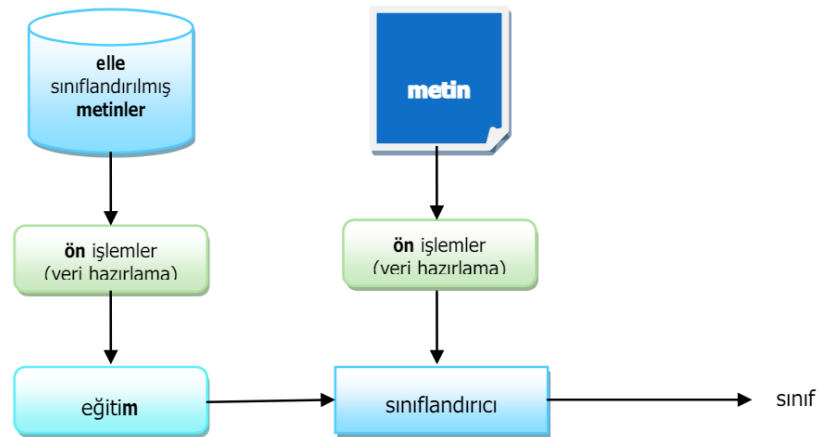 elle
sınıflandırılmış
metinler
metin
ön işlemler
(veri hazırlama)
ön işlemler
(veri hazırlama)
eğitim
sınıflandırıcı
sınıf